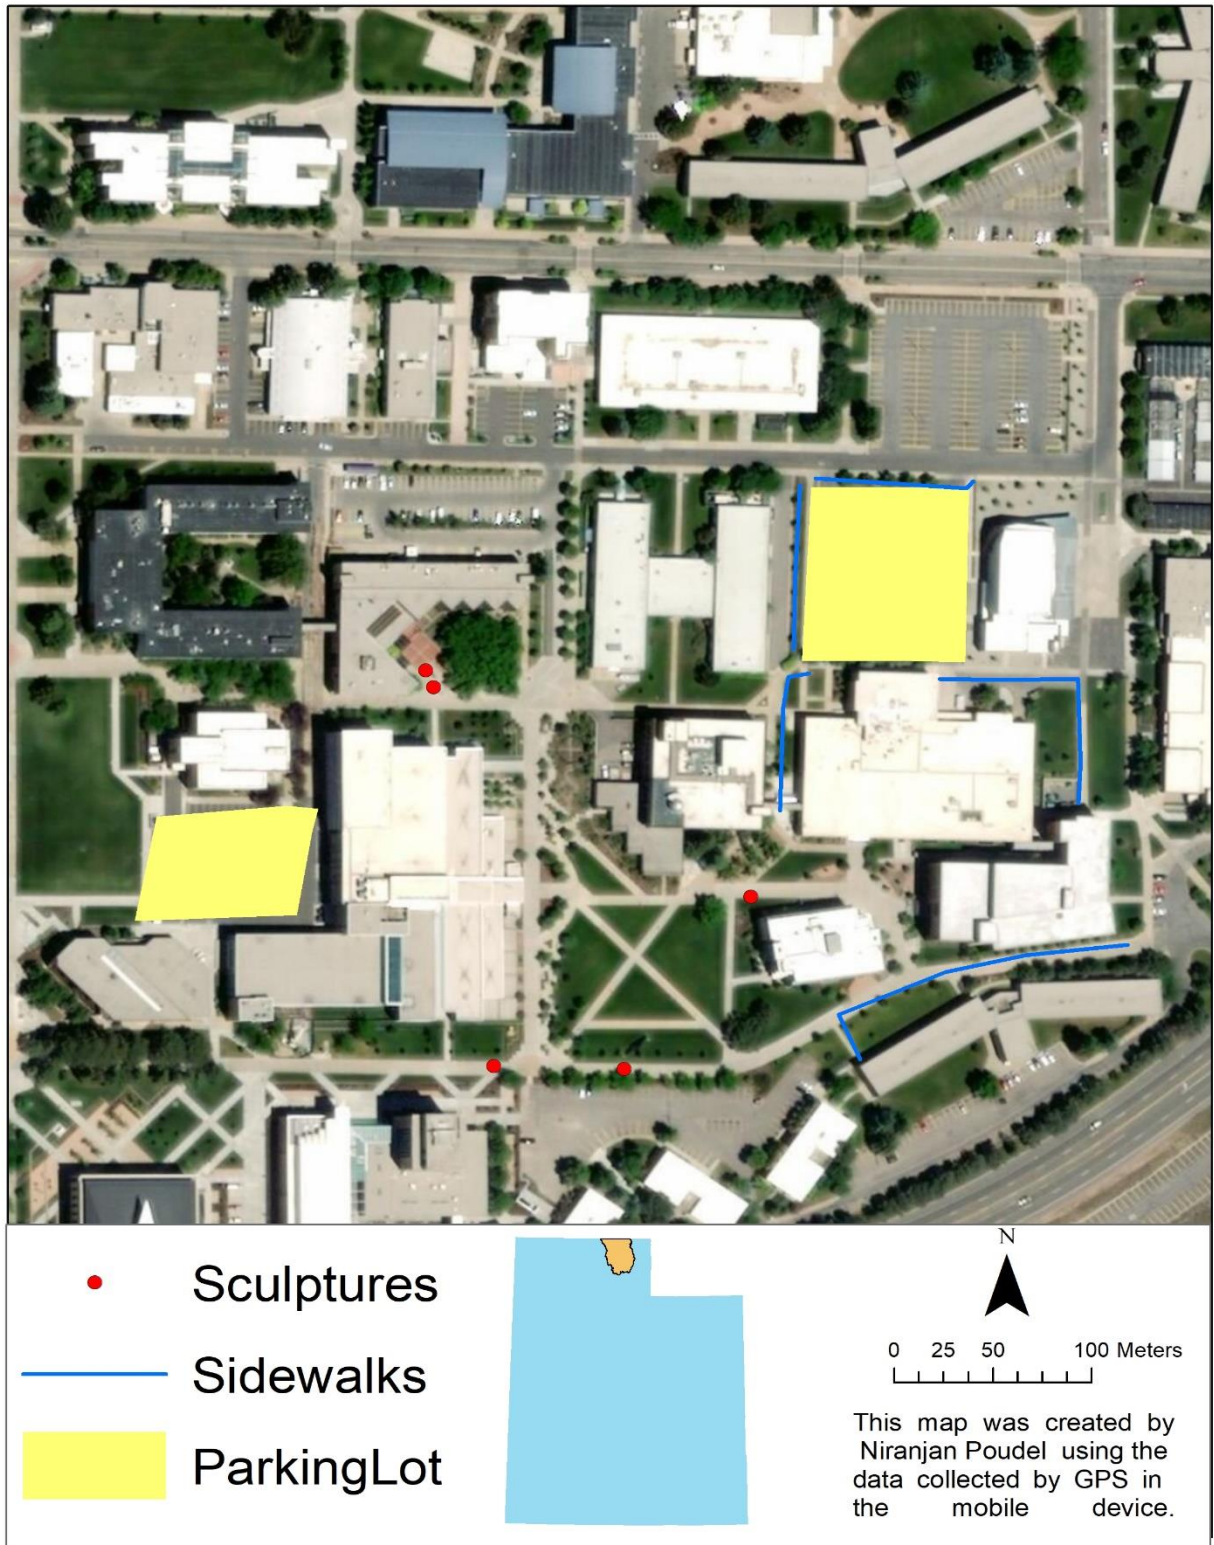 Sculptures
Sidewalks
ParkingLot
N
0 25 50 100 Meters
This map was created by
Niranjan Poudel using the
data collected by GPS in
the mobile device.